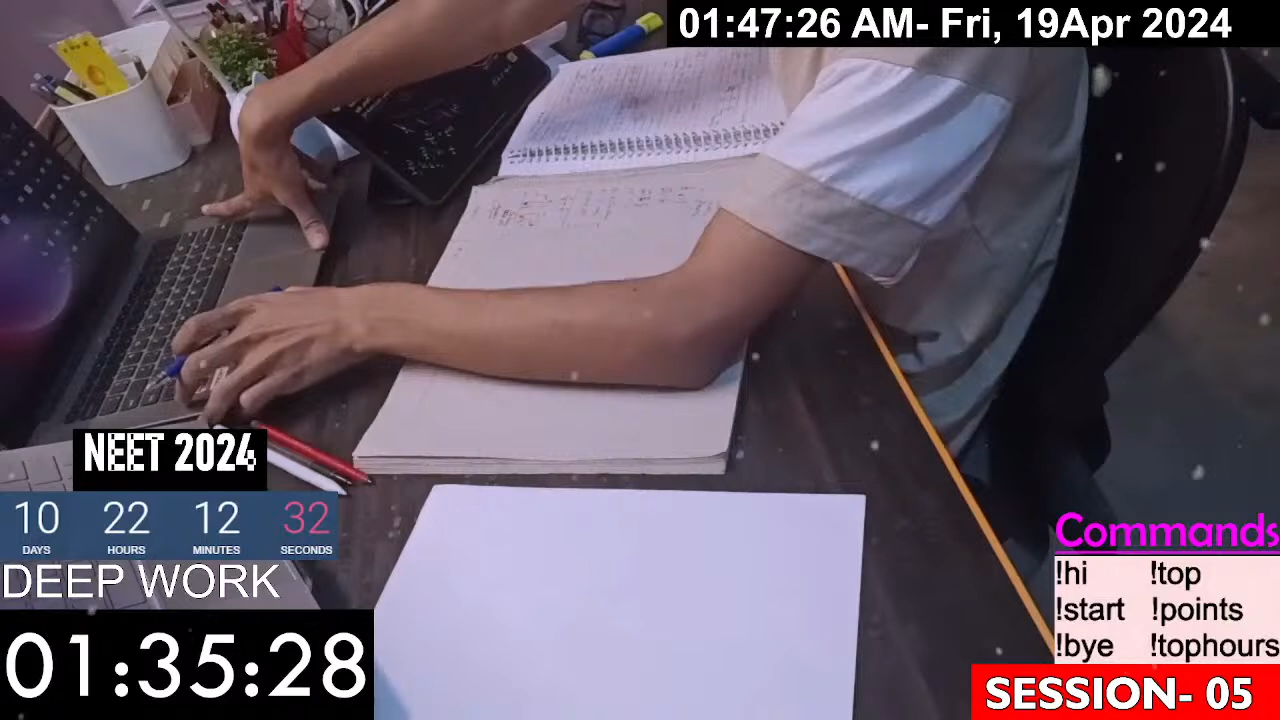 01:47:26 AM- Fri, 19Apr 2024
NEET 2024
10 22 12 32
DAYS HOURS MINUTES SECONDS
DEEP WORK
01:35:28
Commands
!hi !top
!start !points
!bye !tophours
SESSION- 05